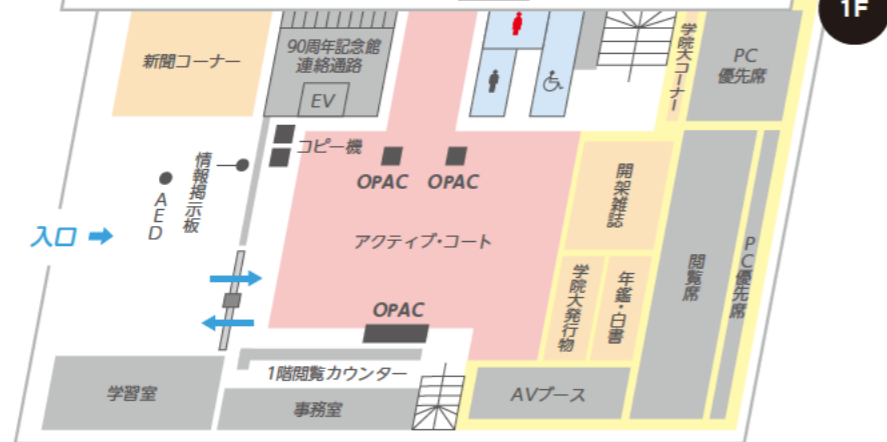 1F
新聞コーナー
90周年記念館
連絡通路
EV
学院大コーナー
PC
優先席
コピー機
情報掲示板
AED
OPAC
OPAC
開架雑誌
入口
アクティブ・コート
閲覧席
PC優先席
学院大発行物
年鑑・白書
OPAC
1階閲覧カウンター
学習室
事務室
AVブース